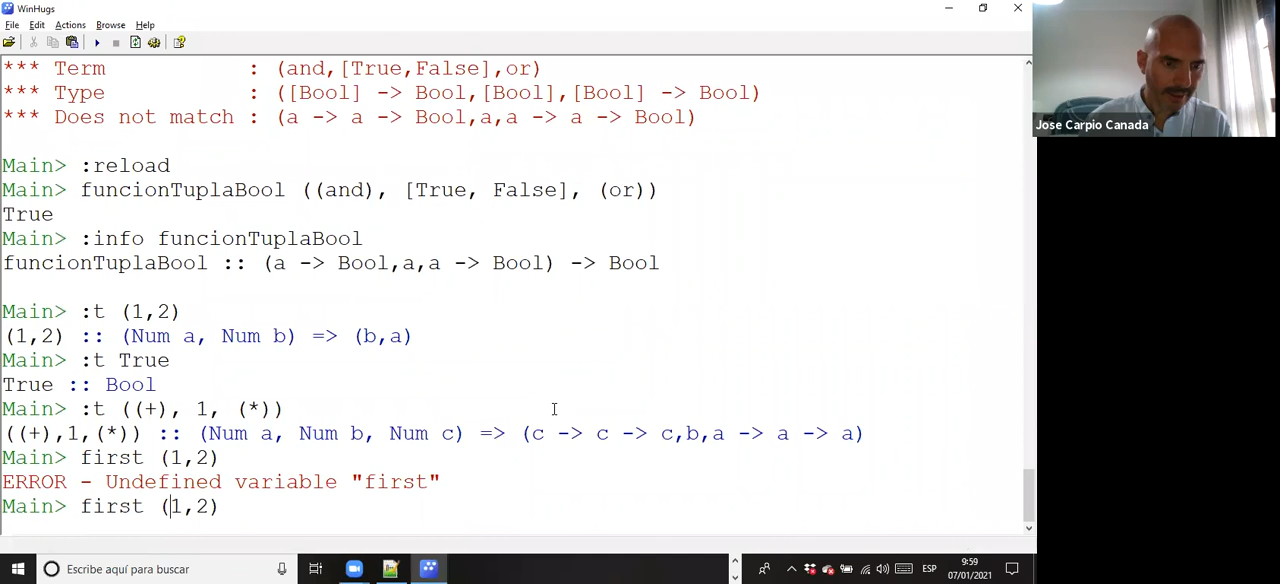 WinHugs
File Edit Actions Browse Help
*** Term : (and,[True,False],or)
*** Type : ([Bool] -> Bool,[Bool],[Bool] -> Bool)
*** Does not match : (a -> a -> Bool,a,a -> a -> Bool)
Main> :reload
Main> funcionTuplaBool ((and), [True, False], (or))
True
Main> :info funcionTuplaBool
funcionTuplaBool :: (a -> Bool,a,a -> Bool) -> Bool
Main> :t (1,2)
(1,2) :: (Num a, Num b) => (b,a)
Main> :t True
True :: Bool
Main> :t ((+), 1, (*))
((+),1,(*)) :: (Num a, Num b, Num c) => (c -> c -> c,b,a -> a -> a)
Main> first (1,2)
ERROR - Undefined variable "first"
Main> first (1,2)
Jose Carpio Canada
Escribe aquí para buscar
ESP
9:59
07/01/2021